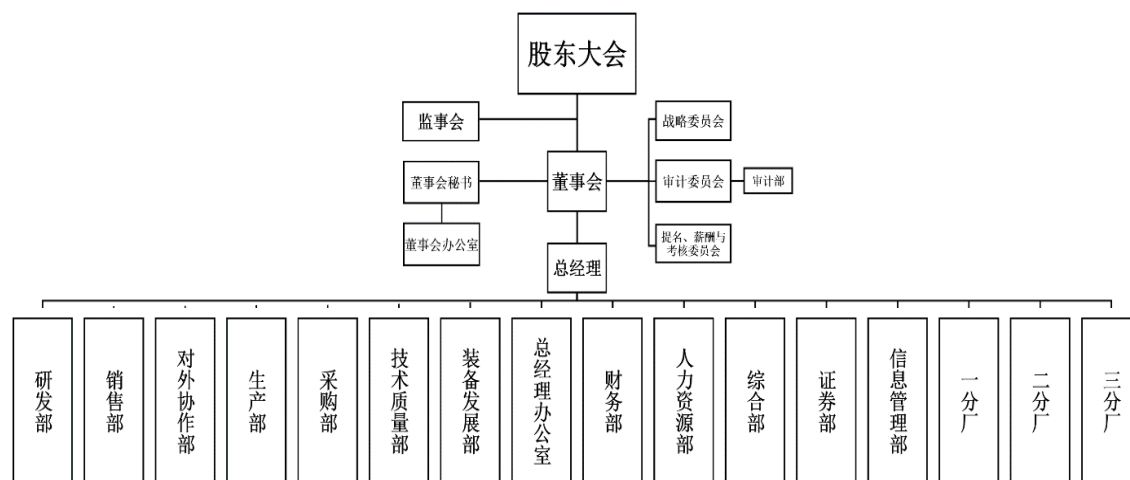 股东大会
监事会
战略委员会
董事会秘书
董事会
审计委员会
审计部
董事会办公室
提名、薪酬与
考核委员会
总经理
研发部
销售部
对外协作部
生产部
采购部
技术质量部
装备发展部
总经理办公室
财务部
人力资源部
综合部
证券部
信息管理部
一分厂
二分厂
三分厂